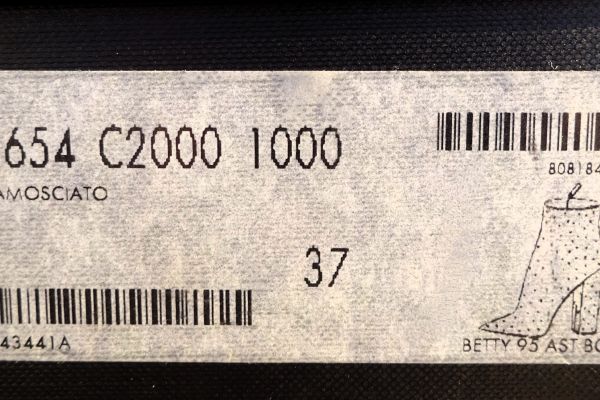 654 C2000 1000
808184
AMOSCIATO
37
43441A
BETTY 95 AST BO